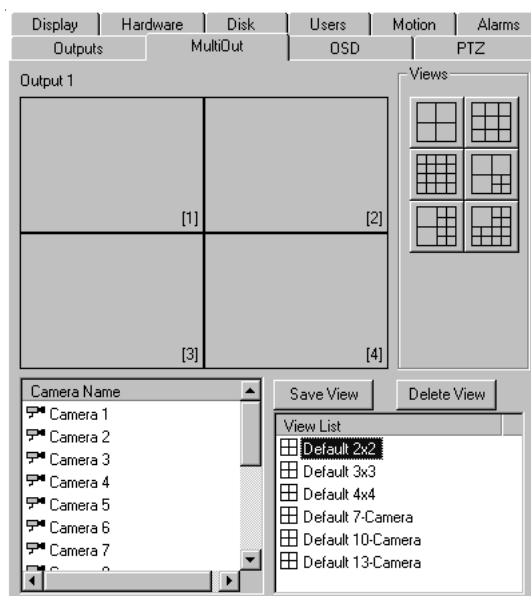 Display Hardware Disk Users Motion Alarms
Outputs MultiOut OSD PTZ
Output 1
Views
[1] [2]
[3] [4]
Camera Name
Camera 1
Camera 2
Camera 3
Camera 4
Camera 5
Camera 6
Camera 7
Save View Delete View
View List
Default 2x2
Default 3x3
Default 4x4
Default 7-Camera
Default 10-Camera
Default 13-Camera